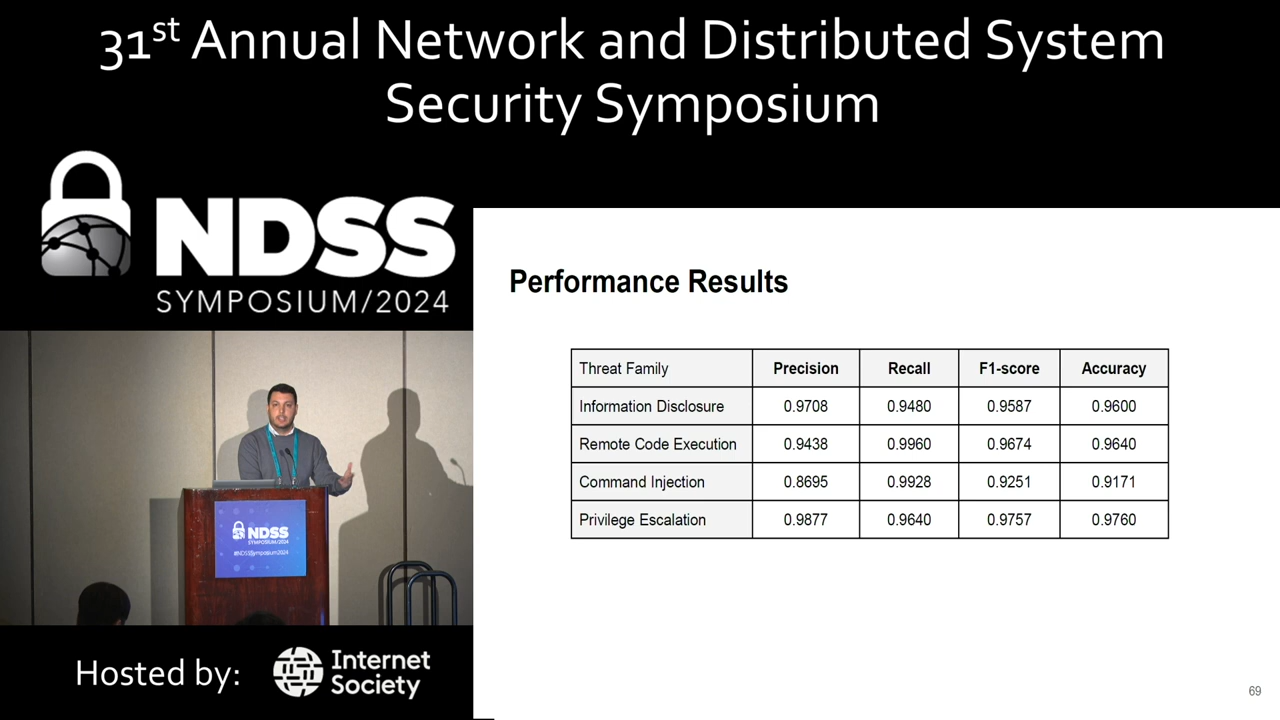 31st Annual Network and Distributed System
Security Symposium
NDSS
SYMPOSIUM/2024
Performance Results
Threat Family Precision Recall F1-score Accuracy
Information Disclosure 0.9708 0.9480 0.9587 0.9600
Remote Code Execution 0.9438 0.9960 0.9674 0.9640
Command Injection 0.8695 0.9928 0.9251 0.9171
Privilege Escalation 0.9877 0.9640 0.9757 0.9760
NDSS
SYMPOSIUM/2024
#NDSSSymposium2024
Hosted by:
Internet
Society
69